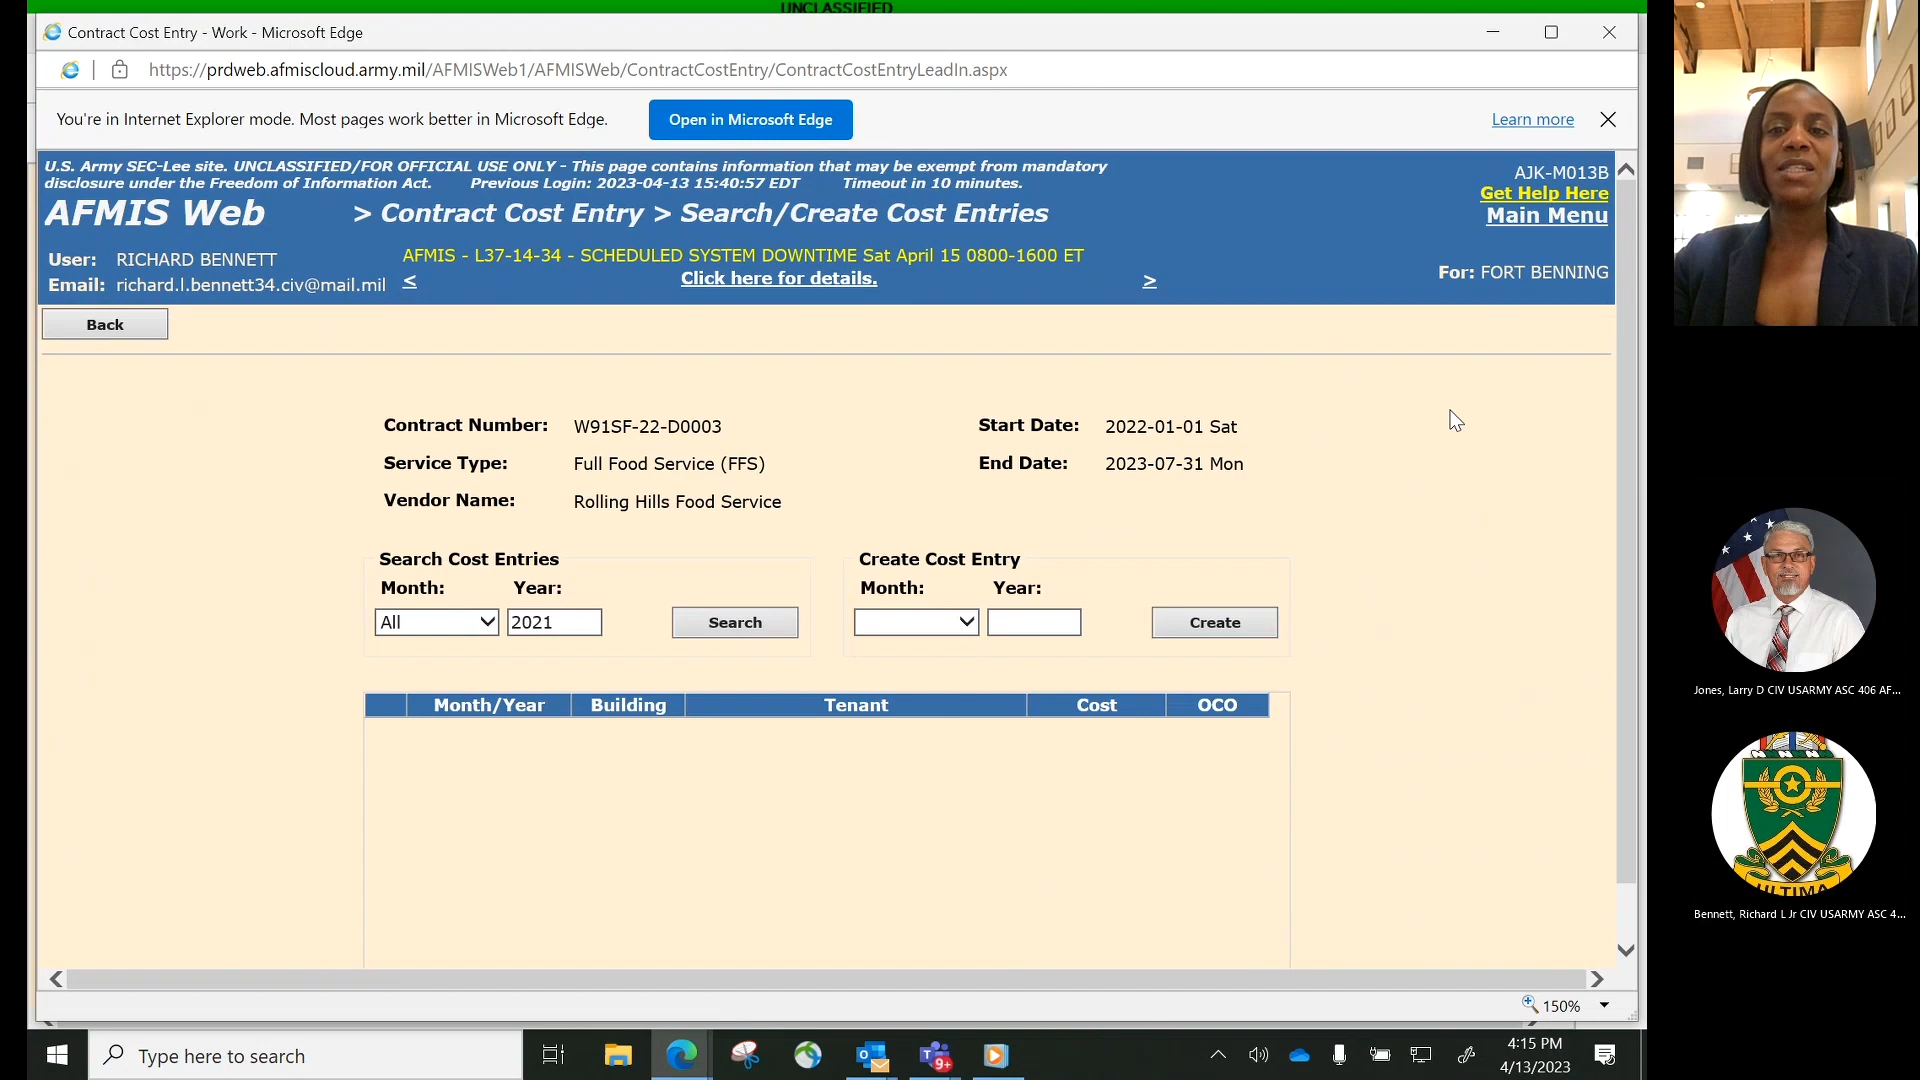 UNCLASSIFIED
Contract Cost Entry - Work - Microsoft Edge
https://prdweb.afmiscloud.army.mil/AFMISWeb1/AFMISWeb/ContractCostEntry/ContractCostEntryLeadIn.aspx
You're in Internet Explorer mode. Most pages work better in Microsoft Edge.
Open in Microsoft Edge
Learn more
U.S. Army SEC-Lee site. UNCLASSIFIED/FOR OFFICIAL USE ONLY - This page contains information that may be exempt from mandatory
disclosure under the Freedom of Information Act. Previous Login: 2023-04-13 15:40:57 EDT Timeout in 10 minutes.
AJK-M013B
Get Help Here
Main Menu
AFMIS Web > Contract Cost Entry > Search/Create Cost Entries
User: RICHARD BENNETT
AFMIS - L37-14-34 - SCHEDULED SYSTEM DOWNTIME Sat April 15 0800-1600 ET
Email: richard.l.bennett34.civ@mail.mil
< Click here for details. >
For: FORT BENNING
Back
Contract Number: W91SF-22-D0003
Start Date: 2022-01-01 Sat
Service Type: Full Food Service (FFS)
End Date: 2023-07-31 Mon
Vendor Name: Rolling Hills Food Service
Search Cost Entries
Month: Year:
All 2021 Search
Create Cost Entry
Month: Year:
Create
Month/Year Building Tenant Cost OCO
150%
Type here to search
9+
4:15 PM
4/13/2023
Jones, Larry D CIV USARMY ASC 406 AF...
ULTIMA
Bennett, Richard L Jr CIV USARMY ASC 4...